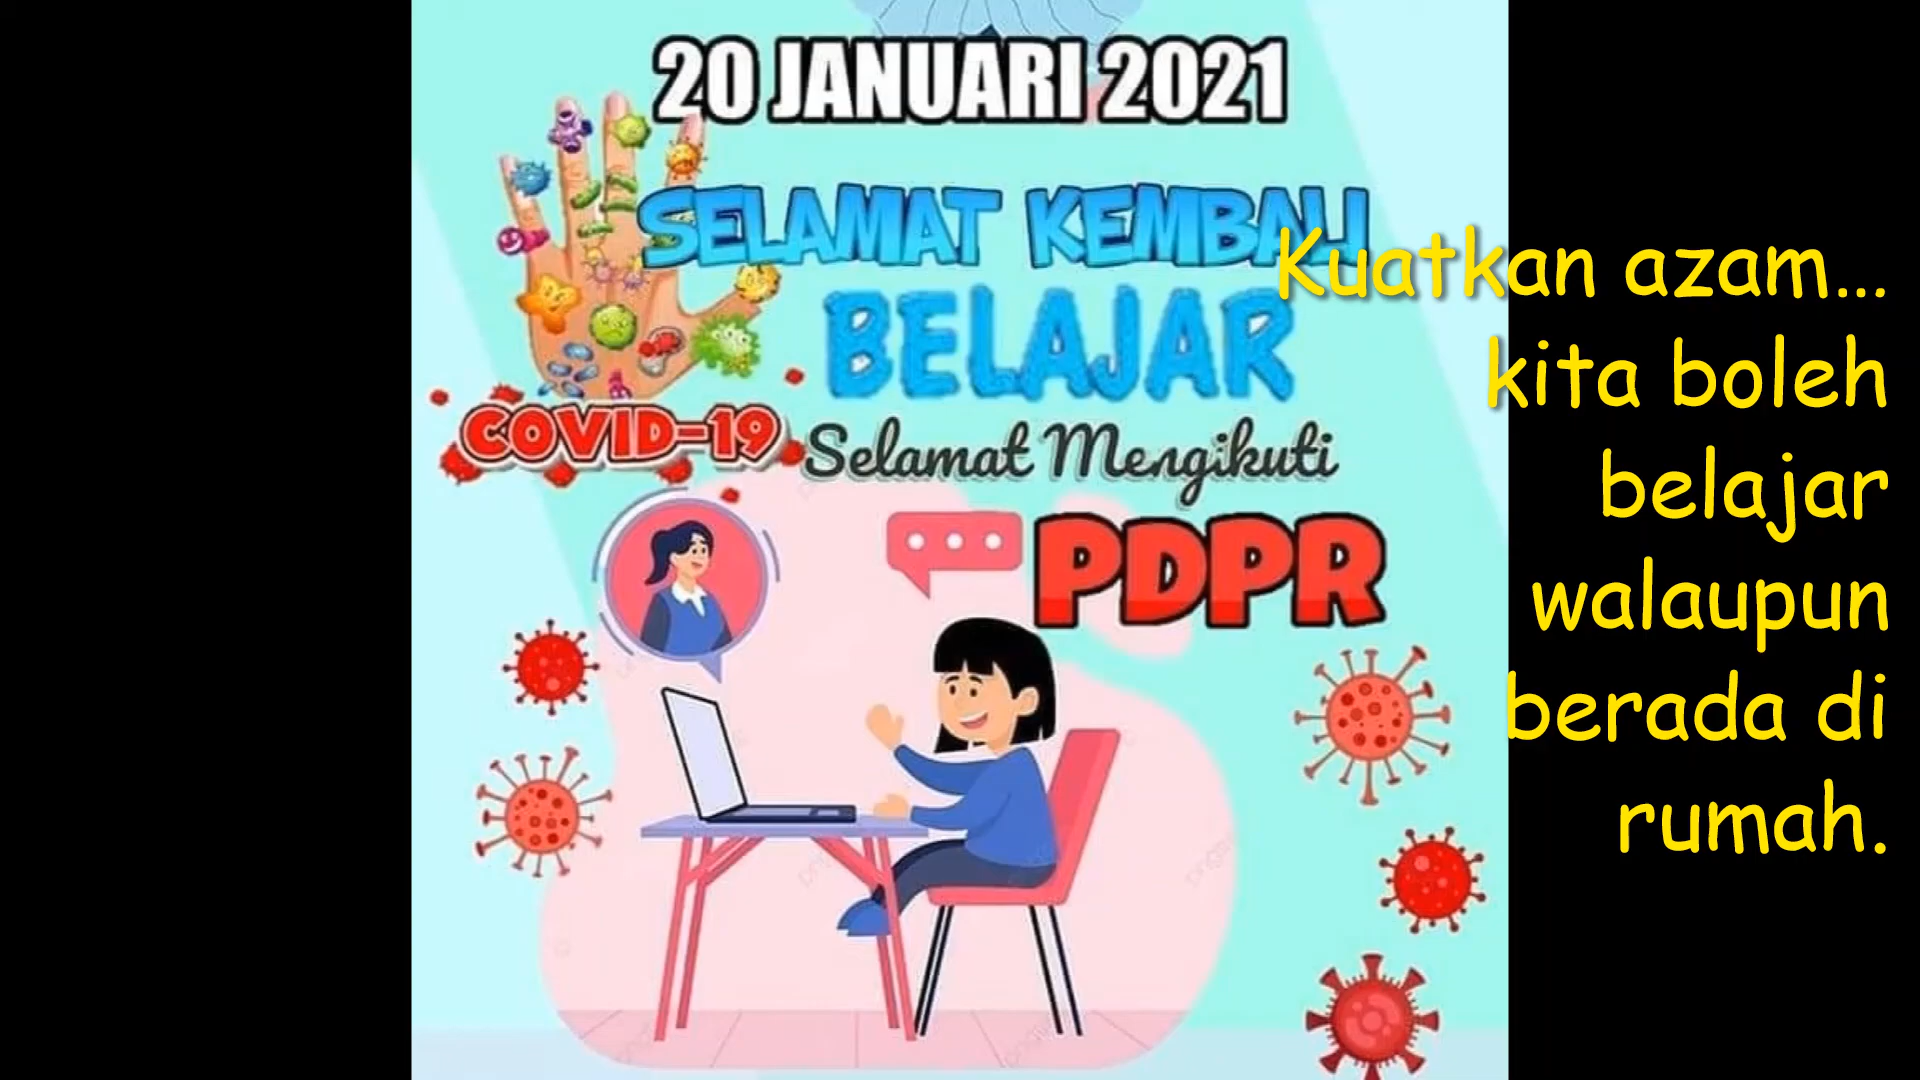 20 JANUARI 2021
SELAMAT KEMBALI
BELAJAR
COVID-19
Selamat Mengikuti
PDPR
Kuatkan azam...
kita boleh
belajar
walaupun
berada di
rumah.